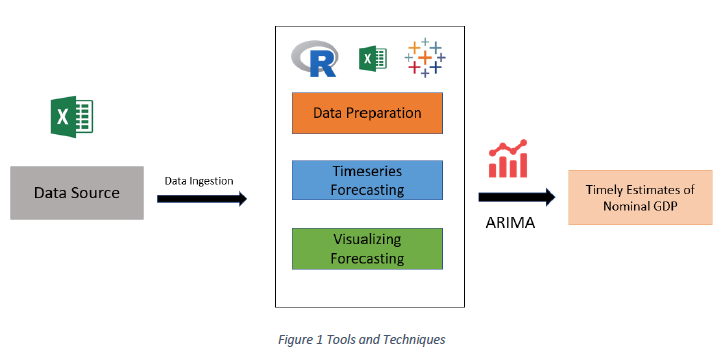 R
X
X
Data Source
Data Ingestion
Data Preparation
Timeseries
Forecasting
Visualizing
Forecasting
ARIMA
Timely Estimates of
Nominal GDP
Figure 1 Tools and Techniques